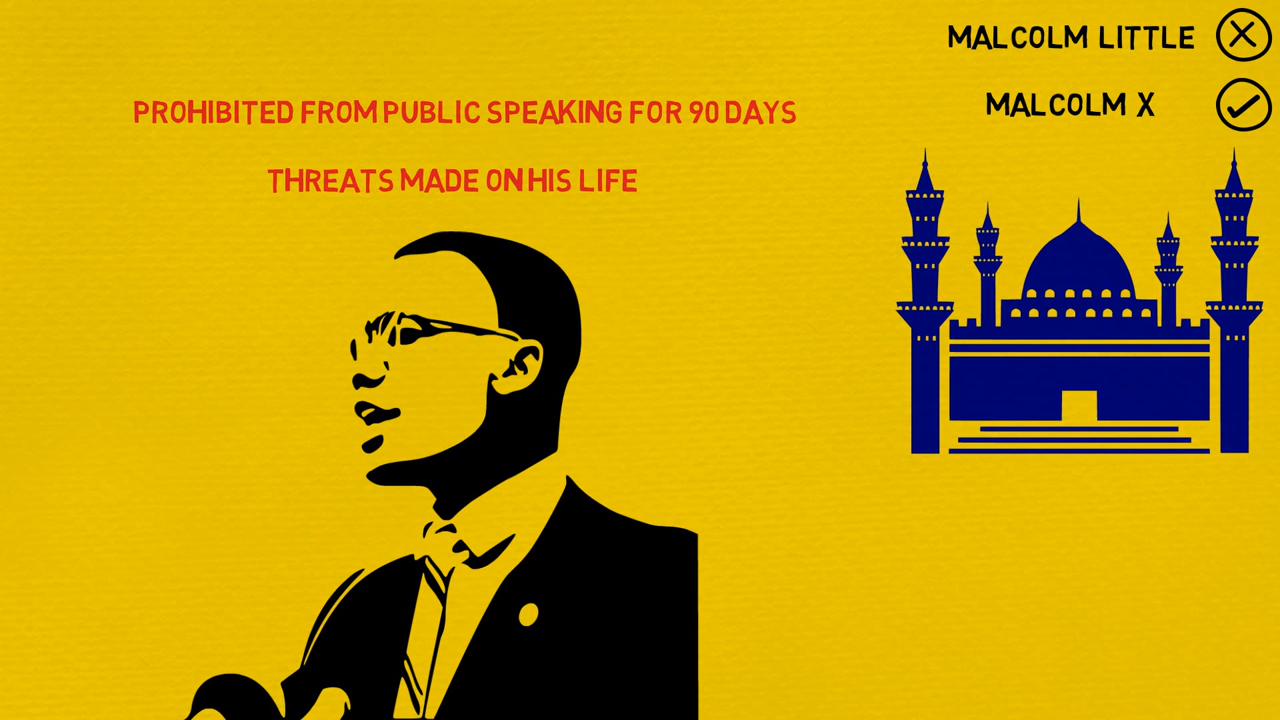 MALCOLM LITTLE
MALCOLM X
PROHIBITED FROM PUBLIC SPEAKING FOR 90 DAYS
THREATS MADE ON HIS LIFE